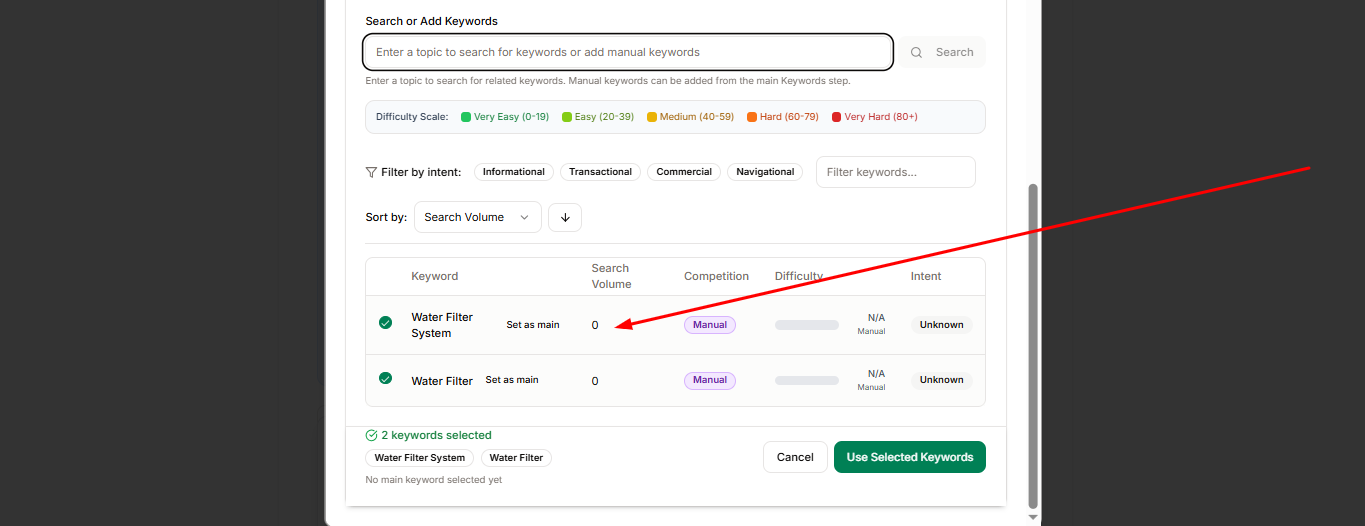 Search or Add Keywords
Enter a topic to search for keywords or add manual keywords
Search
Enter a topic to search for related keywords. Manual keywords can be added from the main Keywords step.
Difficulty Scale: Very Easy (0-19) Easy (20-39) Medium (40-59) Hard (60-79) Very Hard (80+)
Filter by intent: Informational Transactional Commercial Navigational Filter keywords...
Sort by: Search Volume
Keyword Search Volume Competition Difficulty Intent
Water Filter System Set as main 0 Manual N/A Manual Unknown
Water Filter Set as main 0 Manual N/A Manual Unknown
2 keywords selected
Water Filter System Water Filter
No main keyword selected yet
Cancel Use Selected Keywords